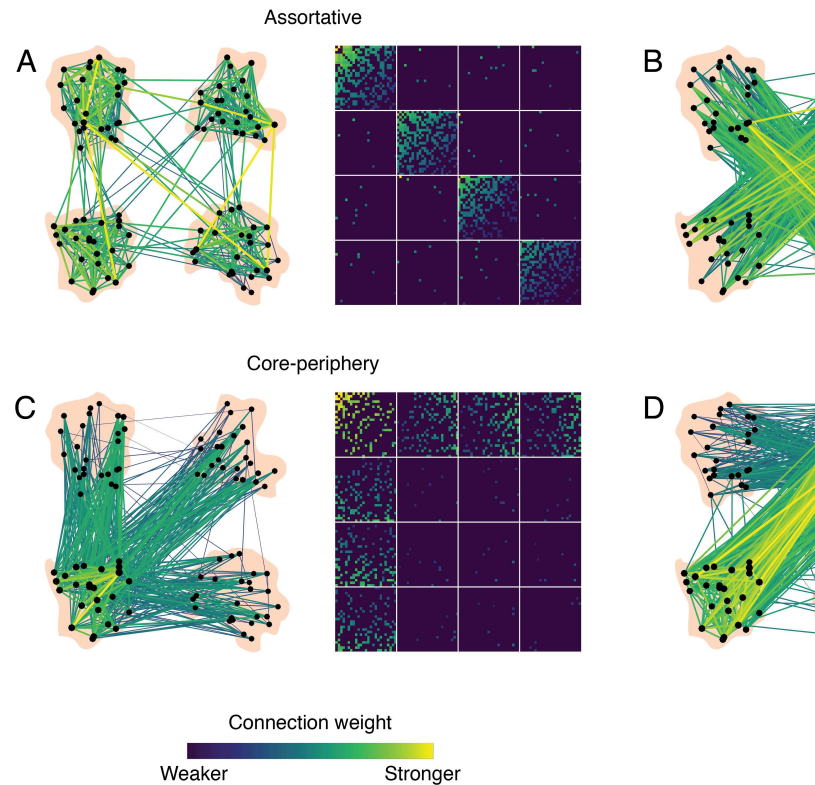 Assortative
A
B
Core-periphery
C
D
Connection weight
Weaker
Stronger